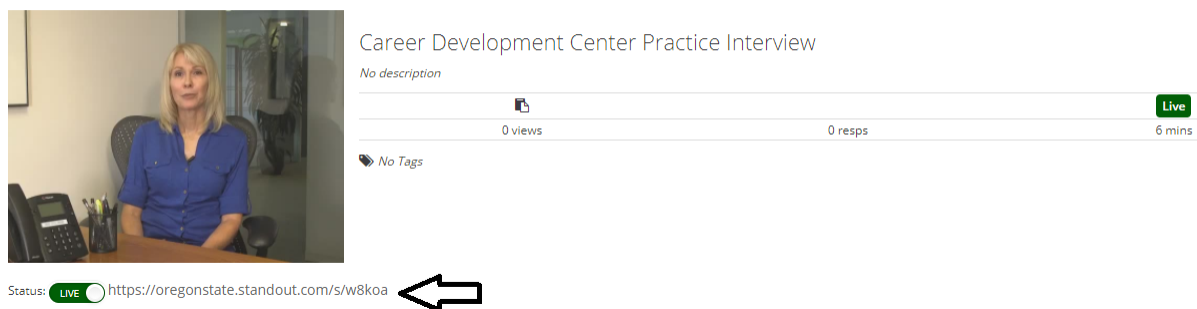 Career Development Center Practice Interview
No description
Live
0 views 0 resps 6 mins
No Tags
Status: LIVE https://oregonstate.standout.com/s/w8koa